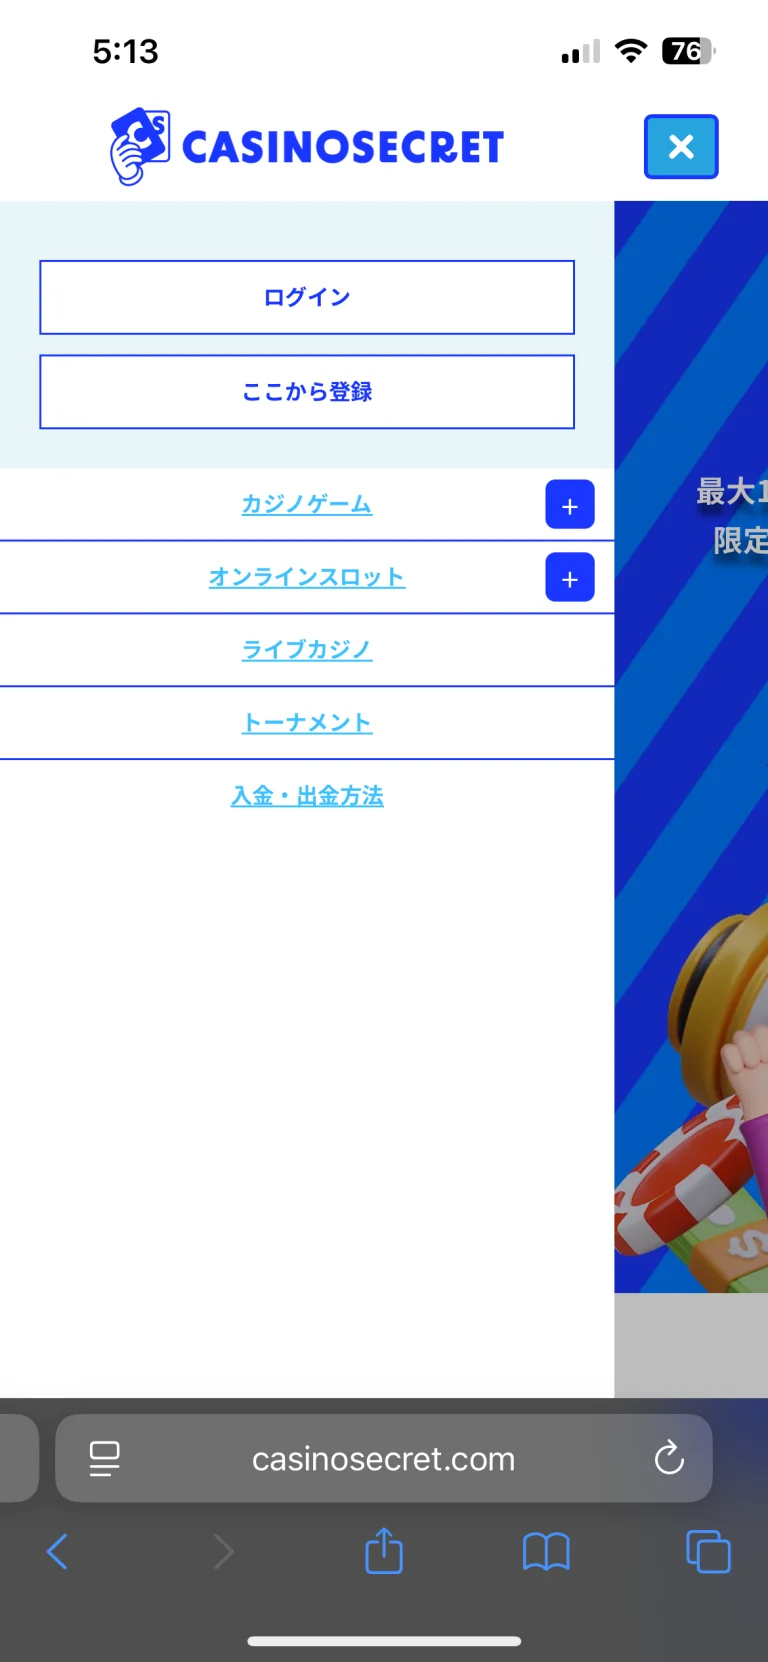 5:13
76
CS
CASINOSECRET
ログイン
ここから登録
カジノゲーム
+
オンラインスロット
+
ライブカジノ
トーナメント
入金・出金方法
最大1
限定
$
casinosecret.com